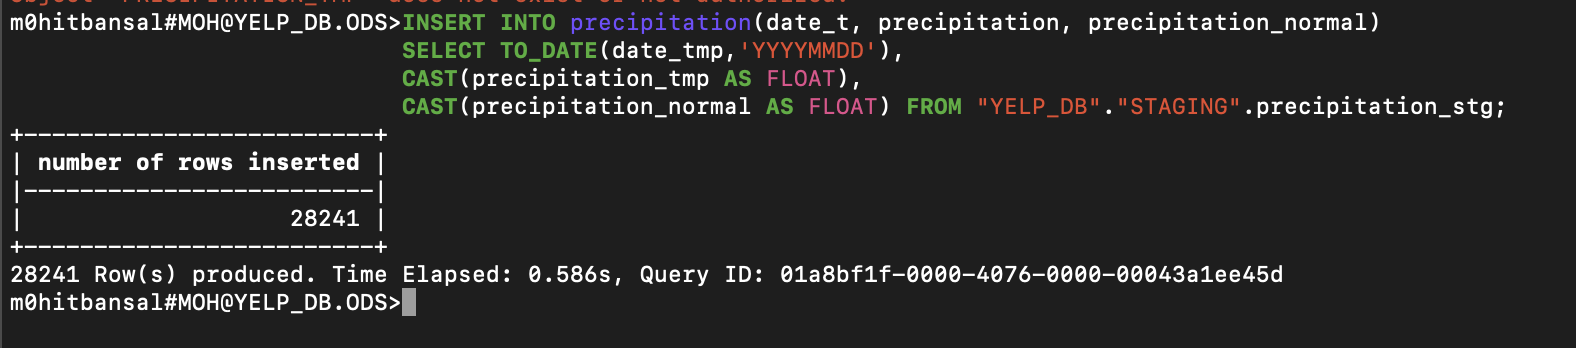 m0hitbansal#MOH@YELP_DB.ODS>INSERT INTO precipitation(date_t, precipitation, precipitation_normal)
SELECT TO_DATE(date_tmp,'YYYYMMDD'),
CAST(precipitation_tmp AS FLOAT),
CAST(precipitation_normal AS FLOAT) FROM "YELP_DB"."STAGING".precipitation_stg;
+-------------------------+
| number of rows inserted |
|-------------------------|
| 28241 |
+-------------------------+
28241 Row(s) produced. Time Elapsed: 0.586s, Query ID: 01a8bf1f-0000-4076-0000-00043a1ee45d
m0hitbansal#MOH@YELP_DB.ODS>